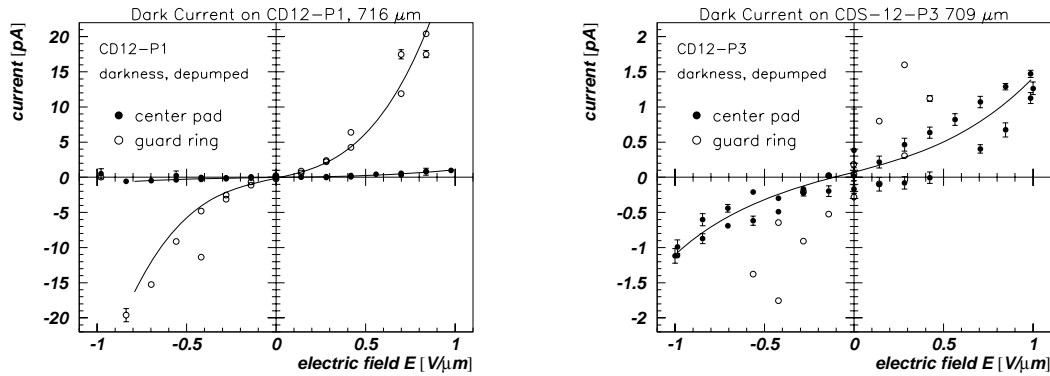 Dark Current on CD12-P1, 716 μm
current [pA]
20
15
10
5
0
-5
-10
-15
-20
CD12-P1
darkness, depumped
center pad
guard ring
-1 -0.5 0 0.5 1
electric field E [V/μm]
Dark Current on CDS-12-P3 709 μm
current [pA]
2
1.5
1
0.5
0
-0.5
-1
-1.5
-2
CD12-P3
darkness, depumped
center pad
guard ring
-1 -0.5 0 0.5 1
electric field E [V/μm]